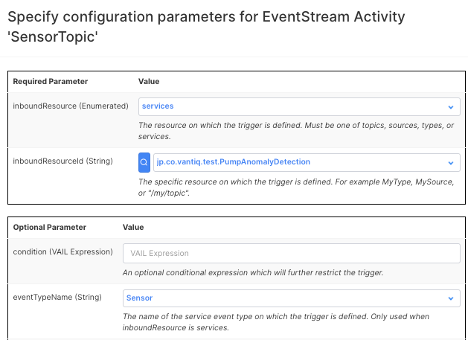 Specify configuration parameters for EventStream Activity
'SensorTopic'
Required Parameter Value
inboundResource (Enumerated) services
The resource on which the trigger is defined. Must be one of topics, sources, types, or
services.
inboundResourceId (String) jp.co.vantiq.test.PumpAnomalyDetection
The specific resource on which the trigger is defined. For example MyType, MySource,
or "/my/topic".
Optional Parameter Value
condition (VAIL Expression) VAIL Expression
An optional conditional expression which will further restrict the trigger.
eventTypeName (String) Sensor
The name of the service event type on which the trigger is defined. Only used when
inboundResource is services.